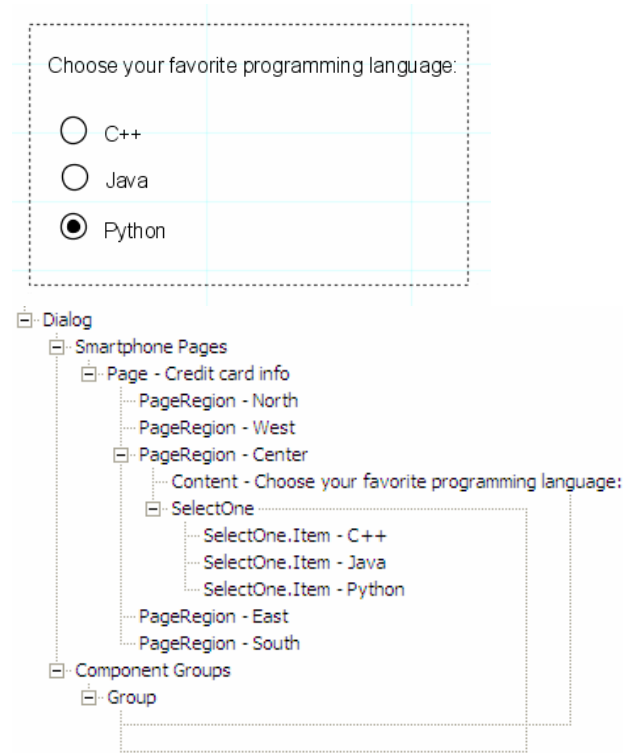 Choose your favorite programming language:
C++
Java
Python
Dialog
Smartphone Pages
Page - Credit card info
PageRegion - North
PageRegion - West
PageRegion - Center
Content - Choose your favorite programming language:
SelectOne
SelectOne.Item - C++
SelectOne.Item - Java
SelectOne.Item - Python
PageRegion - East
PageRegion - South
Component Groups
Group